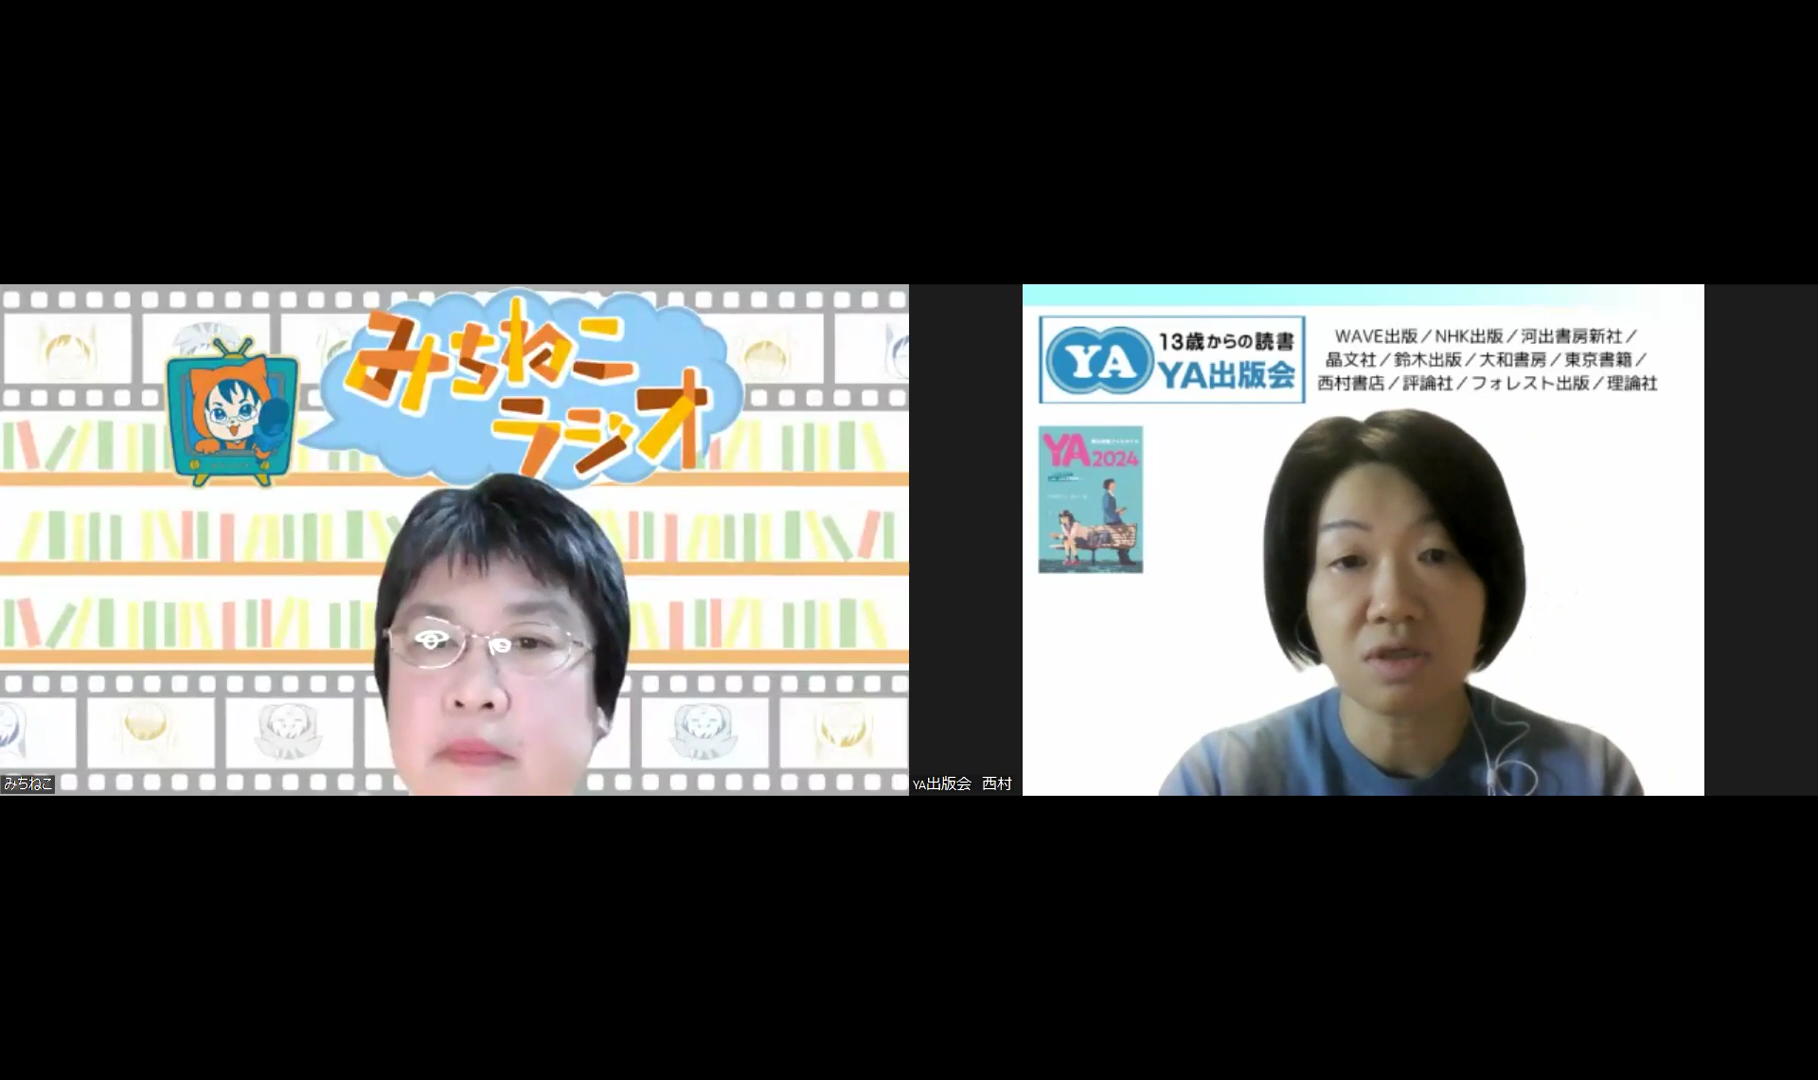 みちねこ
ラジオ
みちねこ
YA
13歳からの読書
YA出版会
WAVE出版／NHK出版／河出書房新社／
晶文社／鈴木出版／大和書房／東京書籍／
西村書店／評論社／フォレスト出版／理論社
YA
2024
YA出版会 西村